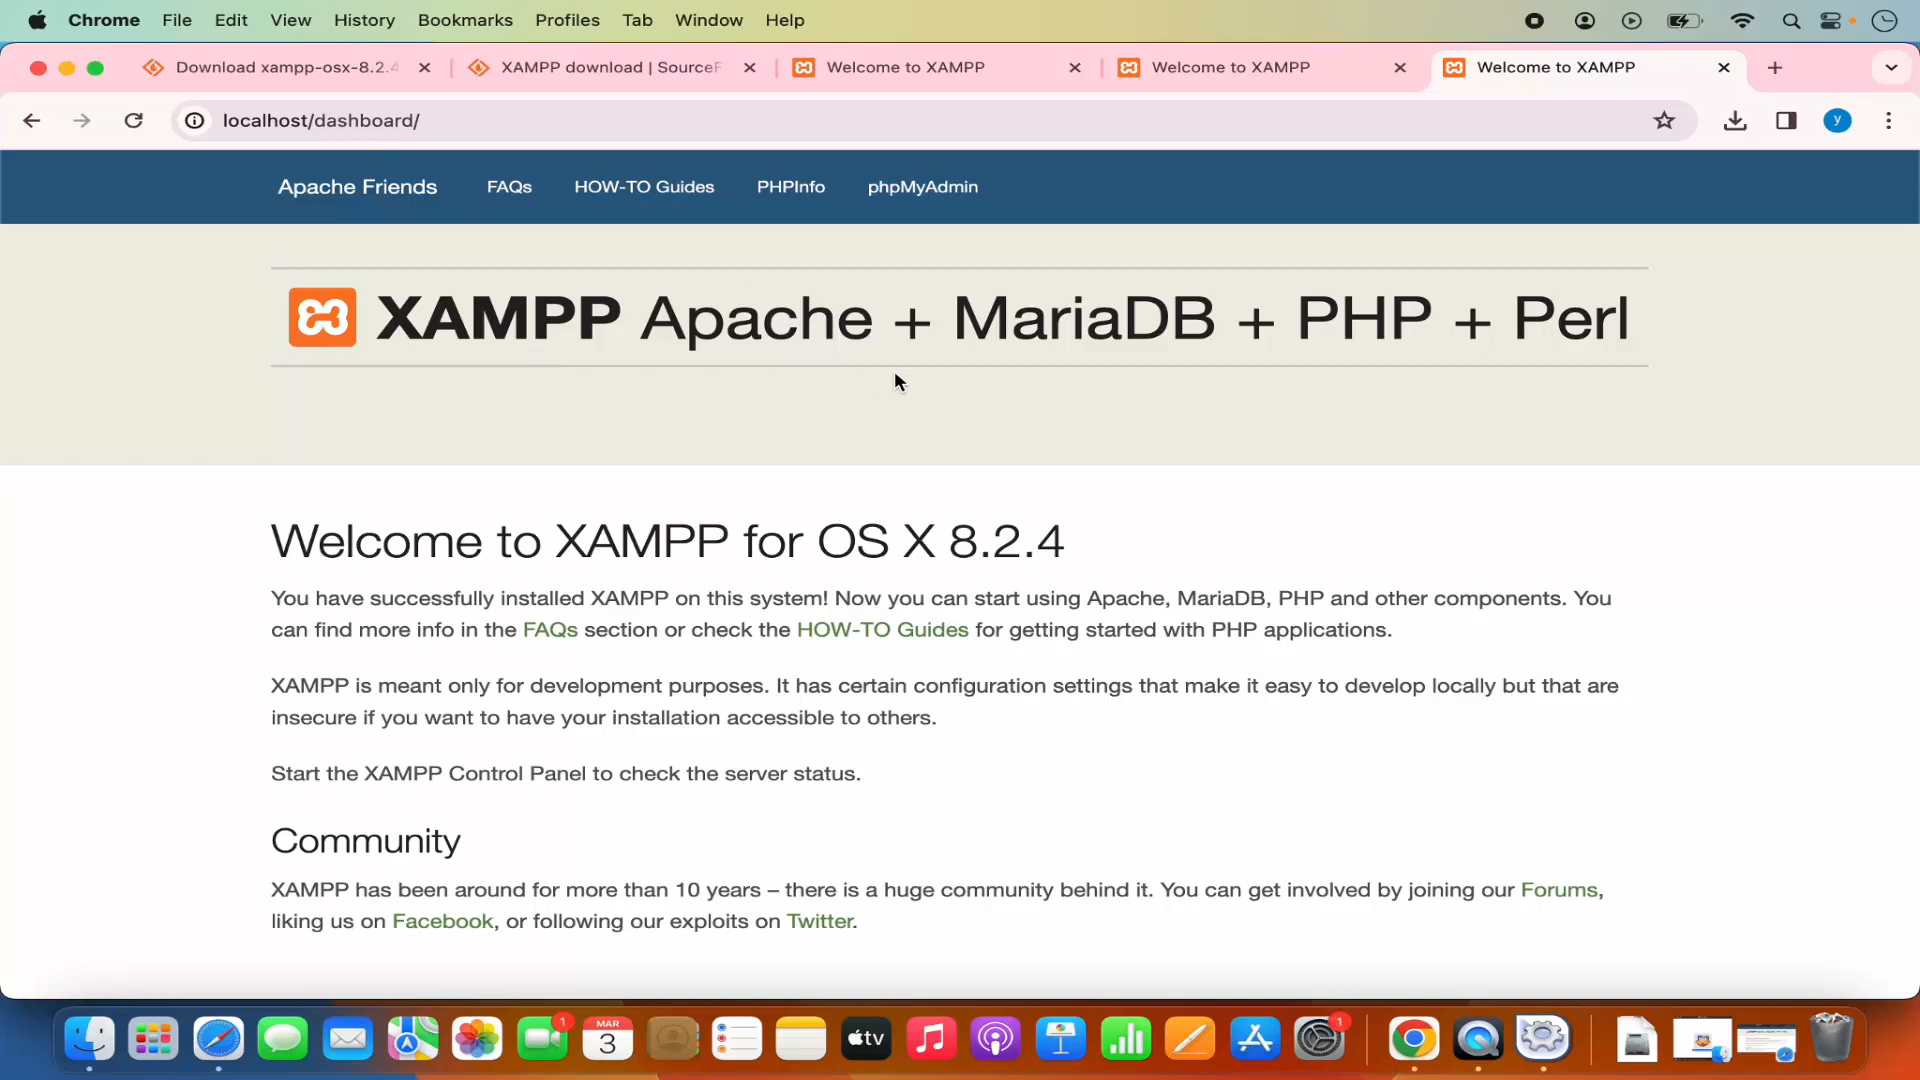 Chrome File Edit View History Bookmarks Profiles Tab Window Help
Download xampp-osx-8.2.4 XAMPP download | SourceF Welcome to XAMPP Welcome to XAMPP Welcome to XAMPP
localhost/dashboard/ y
Apache Friends FAQs HOW-TO Guides PHPInfo phpMyAdmin
XAMPP Apache + MariaDB + PHP + Perl
Welcome to XAMPP for OS X 8.2.4
You have successfully installed XAMPP on this system! Now you can start using Apache, MariaDB, PHP and other components. You
can find more info in the FAQs section or check the HOW-TO Guides for getting started with PHP applications.
XAMPP is meant only for development purposes. It has certain configuration settings that make it easy to develop locally but that are
insecure if you want to have your installation accessible to others.
Start the XAMPP Control Panel to check the server status.
Community
XAMPP has been around for more than 10 years – there is a huge community behind it. You can get involved by joining our Forums,
liking us on Facebook, or following our exploits on Twitter.
1 MAR 1
3 tv